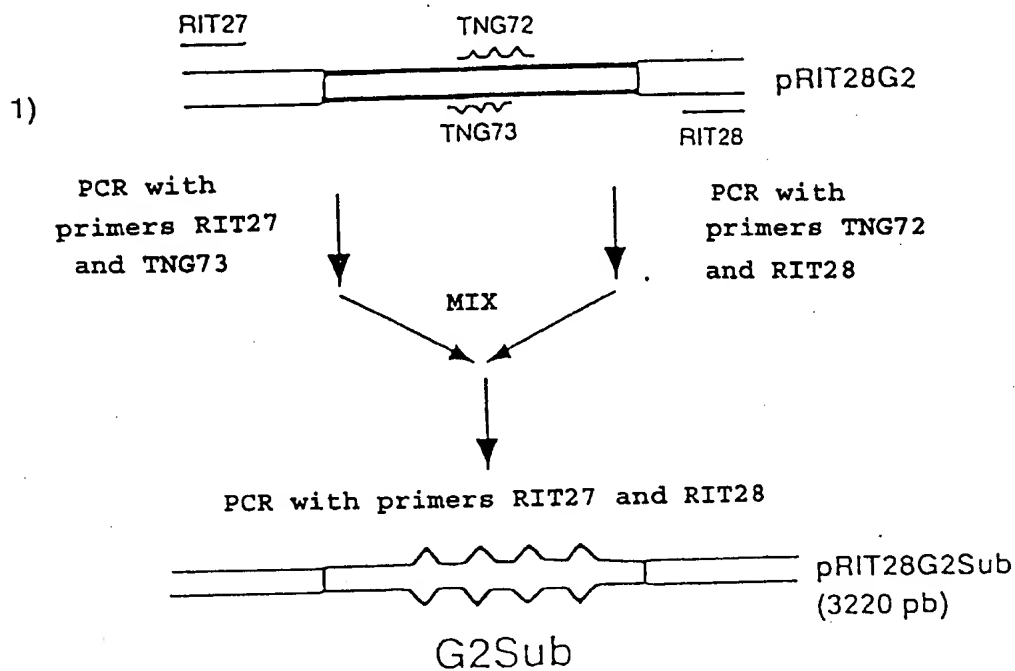 RIT27
TNG72
pRIT28G2
1)
TNG73
RIT28
PCR with
primers RIT27
and TNG73
PCR with
primers TNG72
and RIT28
MIX
PCR with primers RIT27 and RIT28
pRIT28G2Sub
(3220 pb)
G2Sub